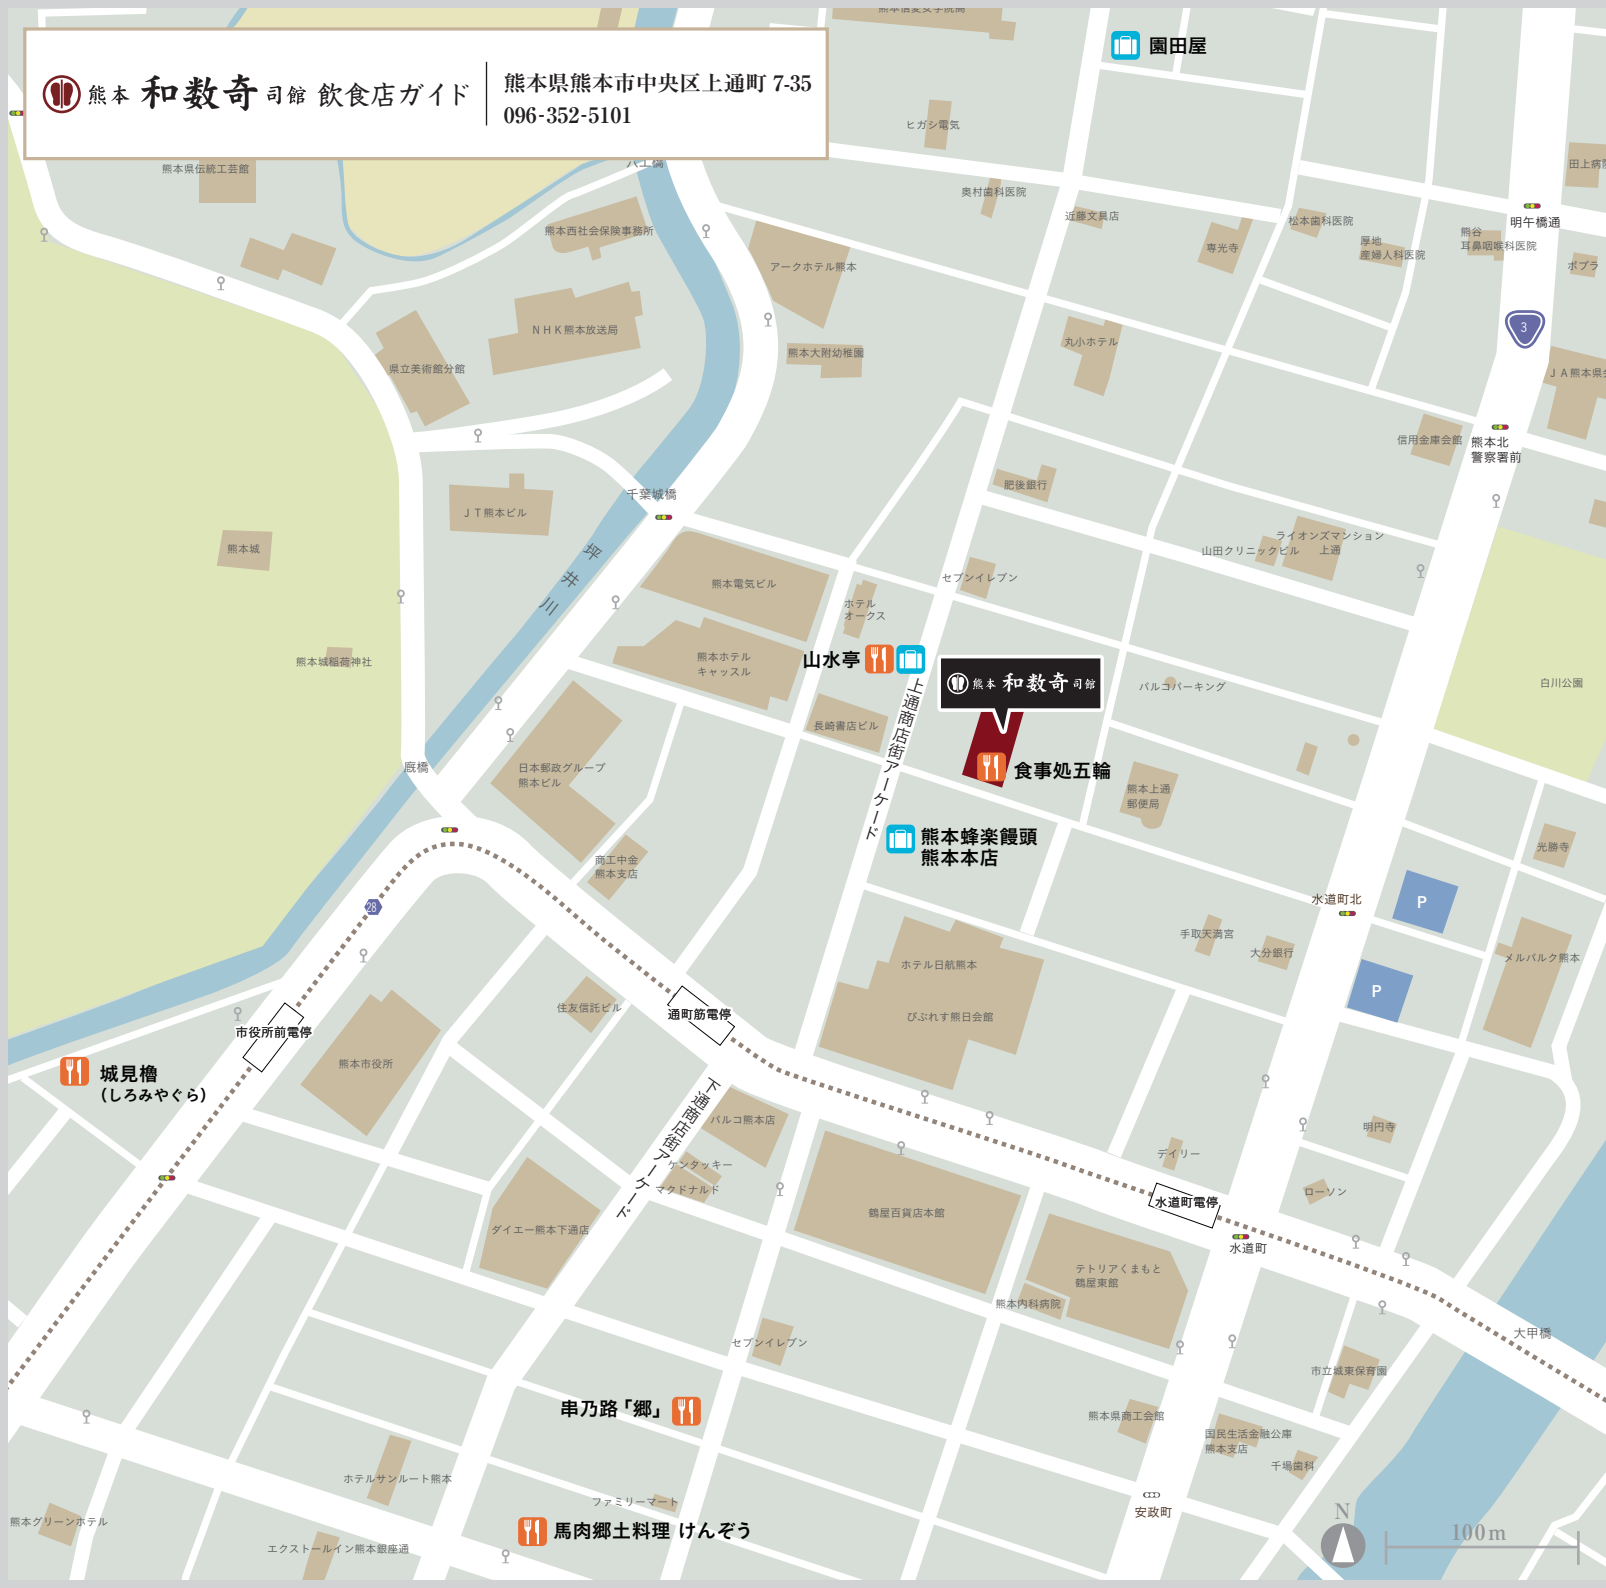 熊本信愛女学院高
園田屋
熊本 和数奇 司館 飲食店ガイド
熊本県熊本市中央区上通町 7-35
096-352-5101
ヒガシ電気
熊本県伝統工芸館
田上病院
奥村歯科医院
近藤文具店
松本歯科医院
明午橋通
熊本西社会保険事務所
専光寺
厚地
産婦人科医院
熊谷
耳鼻咽喉科医院
ポプラ
アークホテル熊本
NHK熊本放送局
3
丸小ホテル
熊本大附幼稚園
県立美術館分館
JA熊本県会
信用金庫会館
熊本北
警察署前
肥後銀行
千葉城橋
JT熊本ビル
熊本城
坪井川
ライオンズマンション
上通
山田クリニックビル
熊本電気ビル
セブンイレブン
ホテル
オークス
熊本城稲荷神社
熊本ホテル
キャッスル
山水亭
熊本 和数奇 司館
パルコパーキング
白川公園
上通商店街アーケード
長崎書店ビル
厩橋
日本郵政グループ
熊本ビル
食事処五輪
熊本上通
郵便局
熊本蜂楽饅頭
熊本本店
光勝寺
商工中金
熊本支店
28
水道町北
P
手取天満宮
大分銀行
メルパルク熊本
ホテル日航熊本
P
住友信託ビル
通町筋電停
びぷれす熊日会館
市役所前電停
熊本市役所
城見櫓
(しろみやぐら)
下通商店街アーケード
パルコ熊本店
明円寺
デイリー
ケンタッキー
マクドナルド
ローソン
水道町電停
鶴屋百貨店本館
ダイエー熊本下通店
水道町
テトリアくまもと
鶴屋東館
熊本内科病院
大甲橋
セブンイレブン
市立城東保育園
串乃路「郷」
熊本県商工会館
国民生活金融公庫
熊本支店
千場歯科
ホテルサンルート熊本
ファミリーマート
安政町
熊本グリーンホテル
馬肉郷土料理 けんぞう
エクストールイン熊本銀座通
N
100m